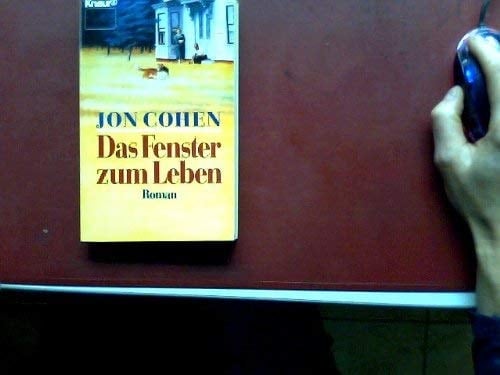 Knaur
JON COHEN
Das Fenster
zum Leben
Roman